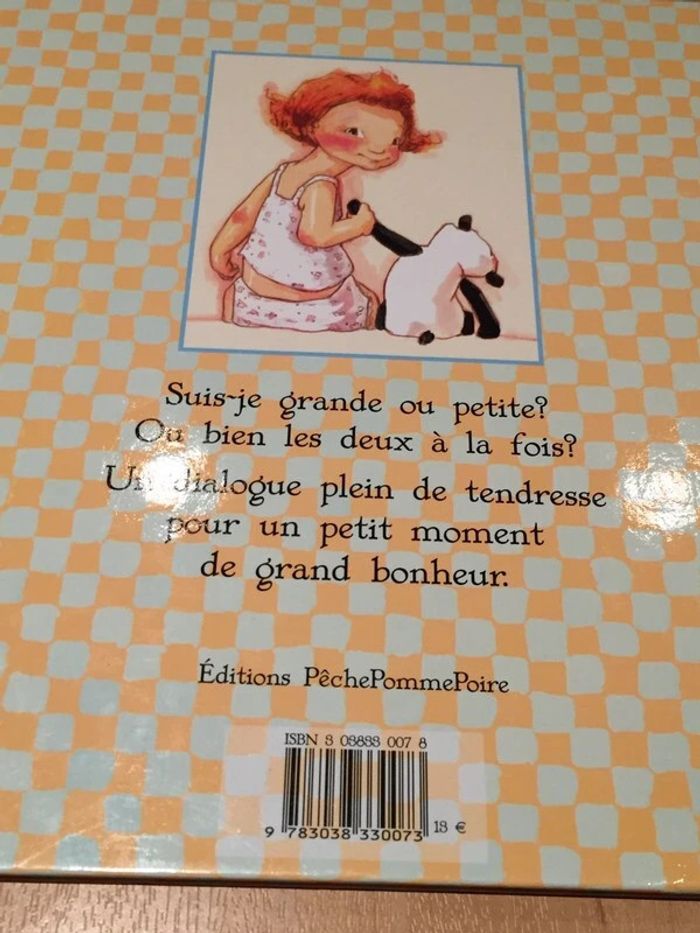 Suis-je grande ou petite?
Ou bien les deux à la fois?
Un dialogue plein de tendresse
pour un petit moment
de grand bonheur.
Éditions PêchePommePoire
ISBN 3 03833 007 8
9 783038 330073
€